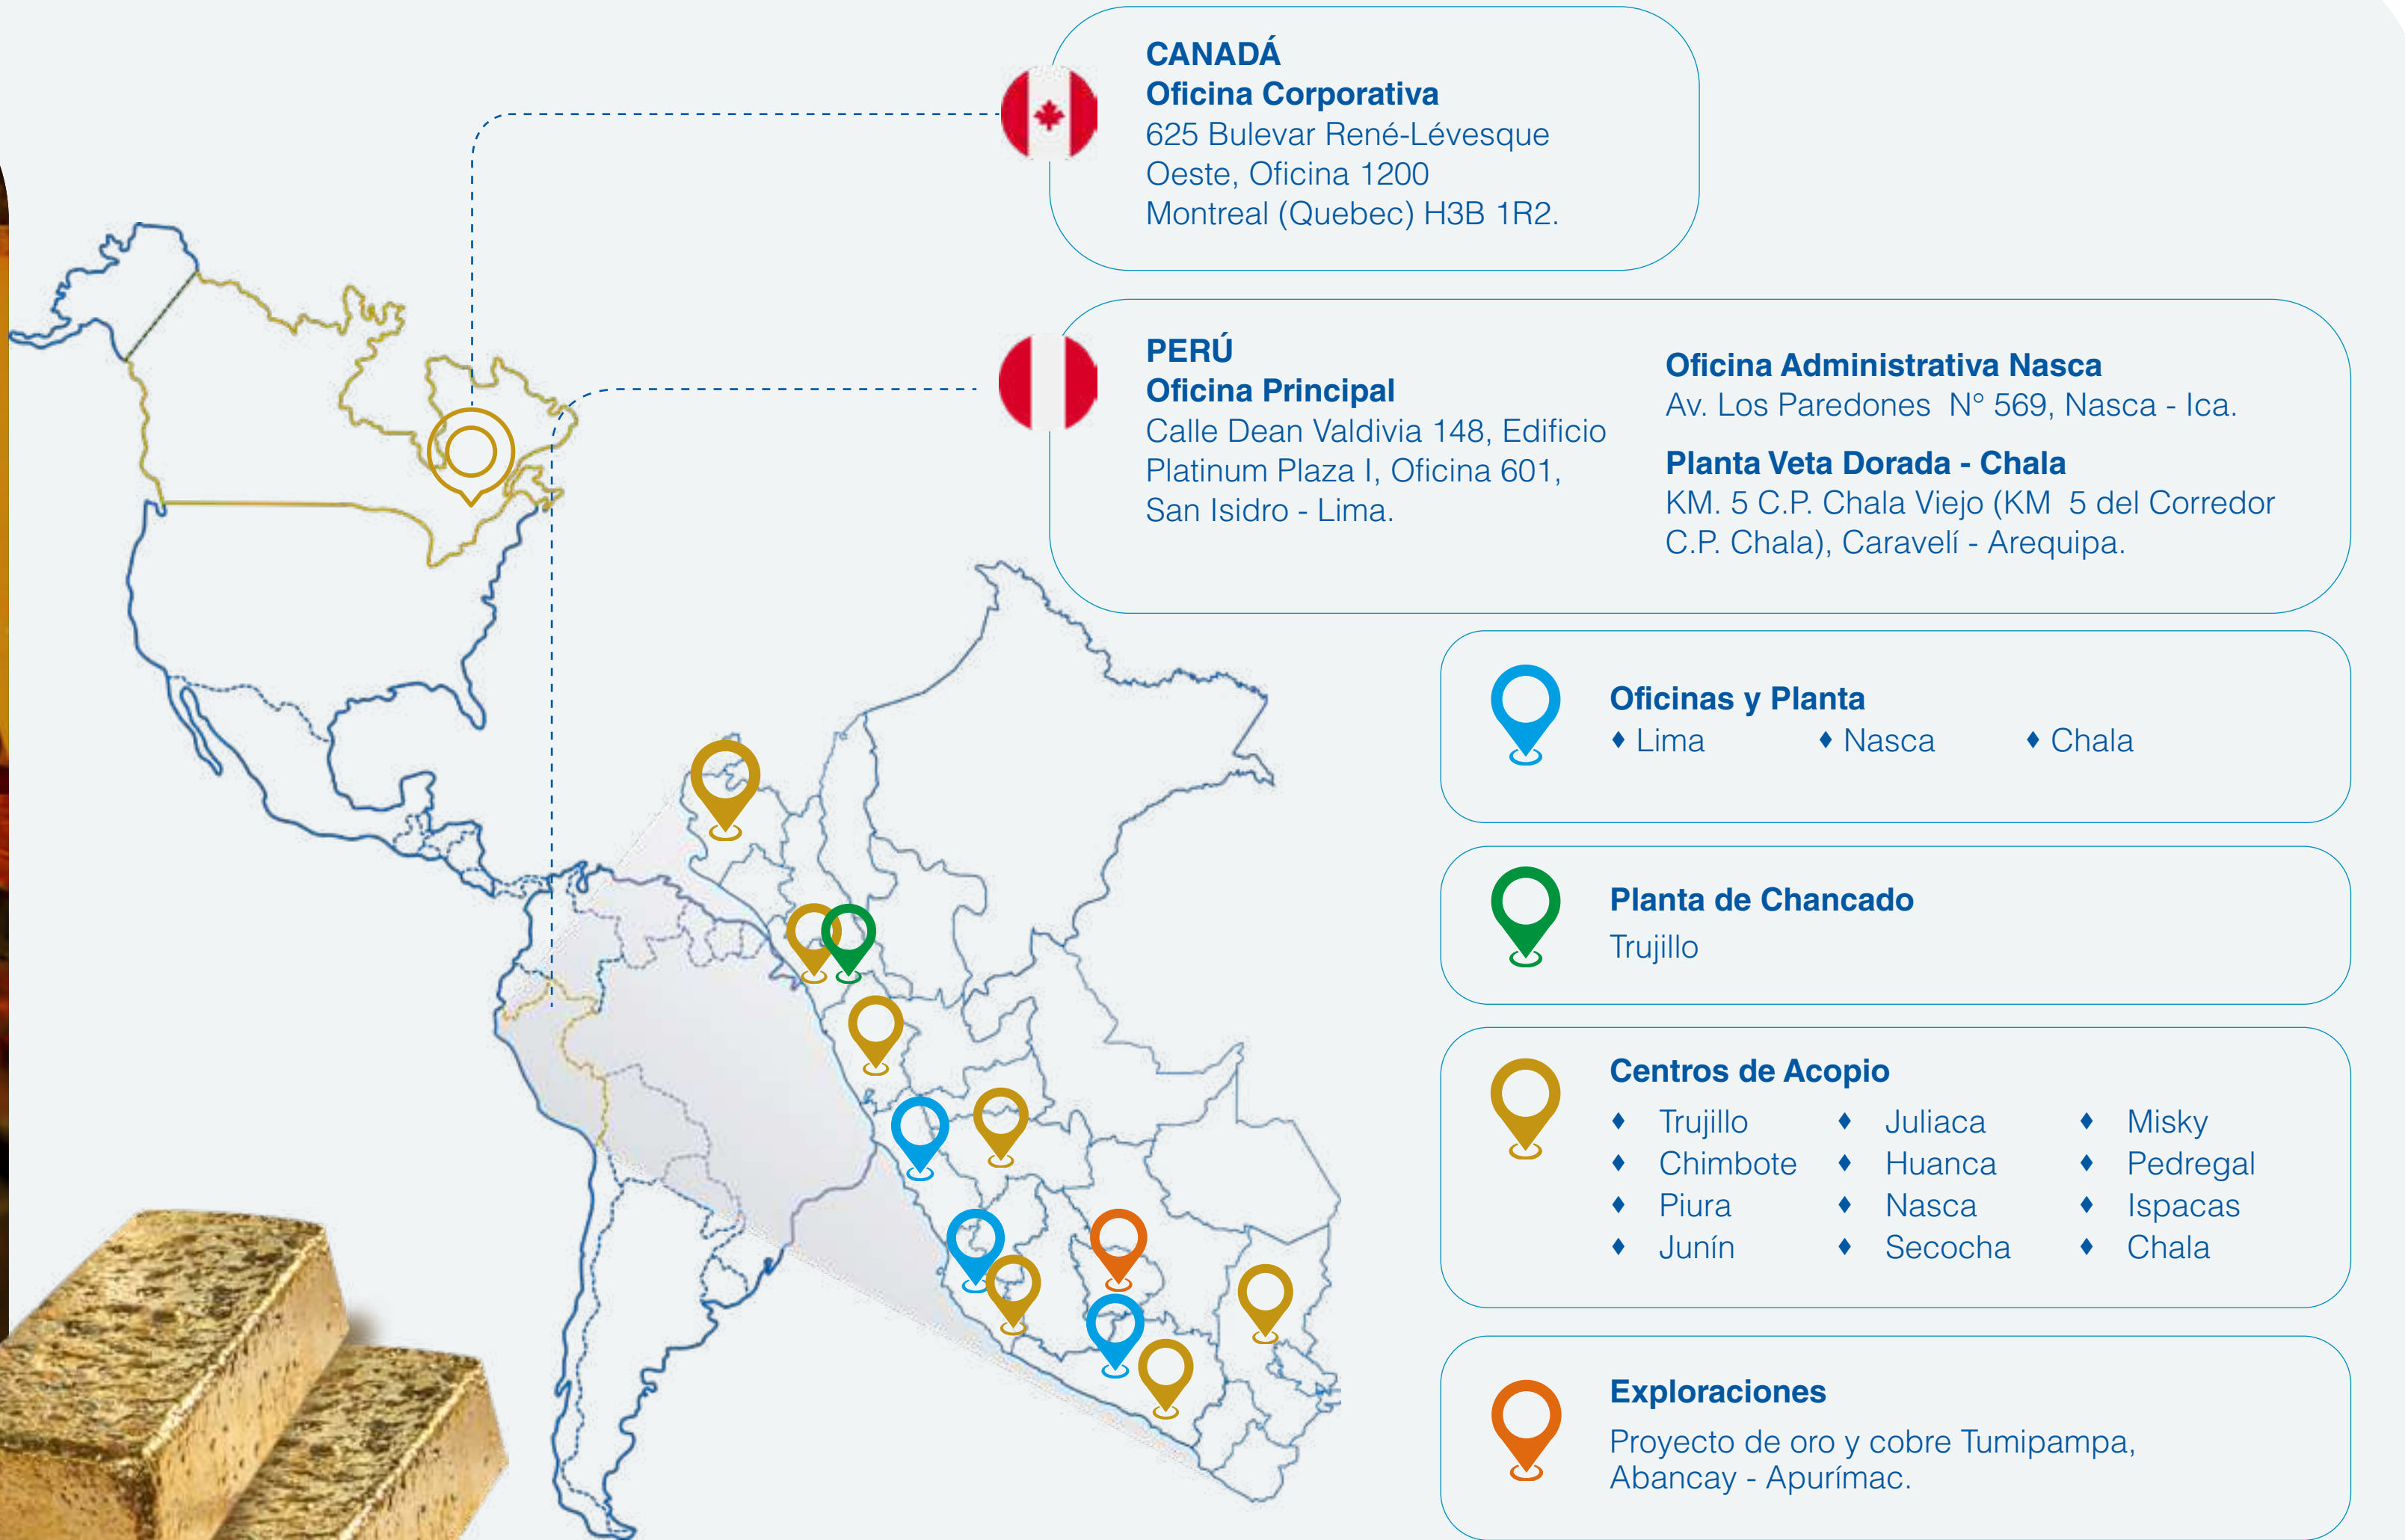 CANADÁ
Oficina Corporativa
625 Bulevar René-Lévesque
Oeste, Oficina 1200
Montreal (Quebec) H3B 1R2.
PERÚ
Oficina Principal
Calle Dean Valdivia 148, Edificio
Platinum Plaza I, Oficina 601,
San Isidro - Lima.
Oficina Administrativa Nasca
Av. Los Paredones N° 569, Nasca - Ica.
Planta Veta Dorada - Chala
KM. 5 C.P. Chala Viejo (KM 5 del Corredor
C.P. Chala), Caravelí - Arequipa.
Oficinas y Planta
♦ Lima ♦ Nasca ♦ Chala
Planta de Chancado
Trujillo
Centros de Acopio
♦ Trujillo ♦ Juliaca ♦ Misky
♦ Chimbote ♦ Huanca ♦ Pedregal
♦ Piura ♦ Nasca ♦ Ispacas
♦ Junín ♦ Secocha ♦ Chala
Exploraciones
Proyecto de oro y cobre Tumipampa,
Abancay - Apurímac.